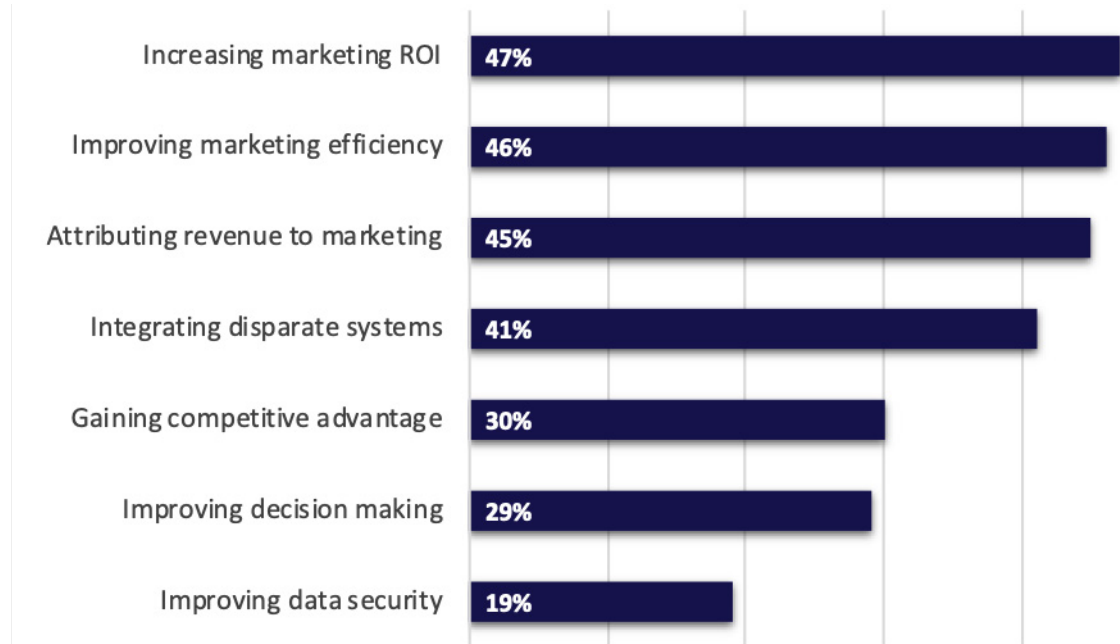 Increasing marketing ROI 47%
Improving marketing efficiency 46%
Attributing revenue to marketing 45%
Integrating disparate systems 41%
Gaining competitive advantage 30%
Improving decision making 29%
Improving data security 19%